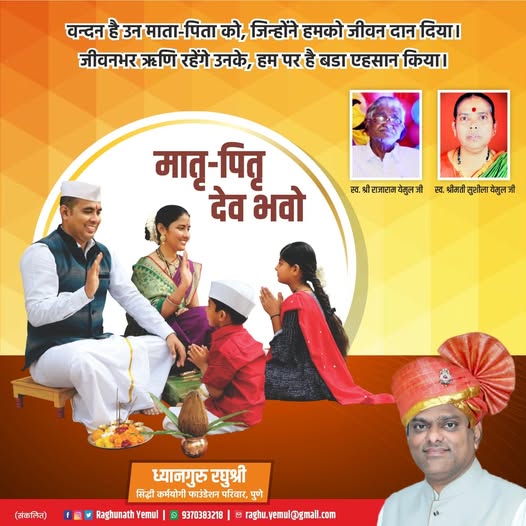 वन्दन है उन माता-पिता को, जिन्होंने हमको जीवन दान दिया।
जीवनभर ऋणि रहेंगे उनके, हम पर है बडा एहसान किया।
मातृ-पितृ
देव भवो
स्व. श्री राजाराम येमुल जी
स्व. श्रीमती सुशीला येमुल जी
ध्यानगुरु रघुश्री
सिद्धी कर्मयोगी फाउंडेशन परिवार, पुणे
(संकलित)
Raghunath Yemul | 9370383218 | raghu.yemul@gmail.com